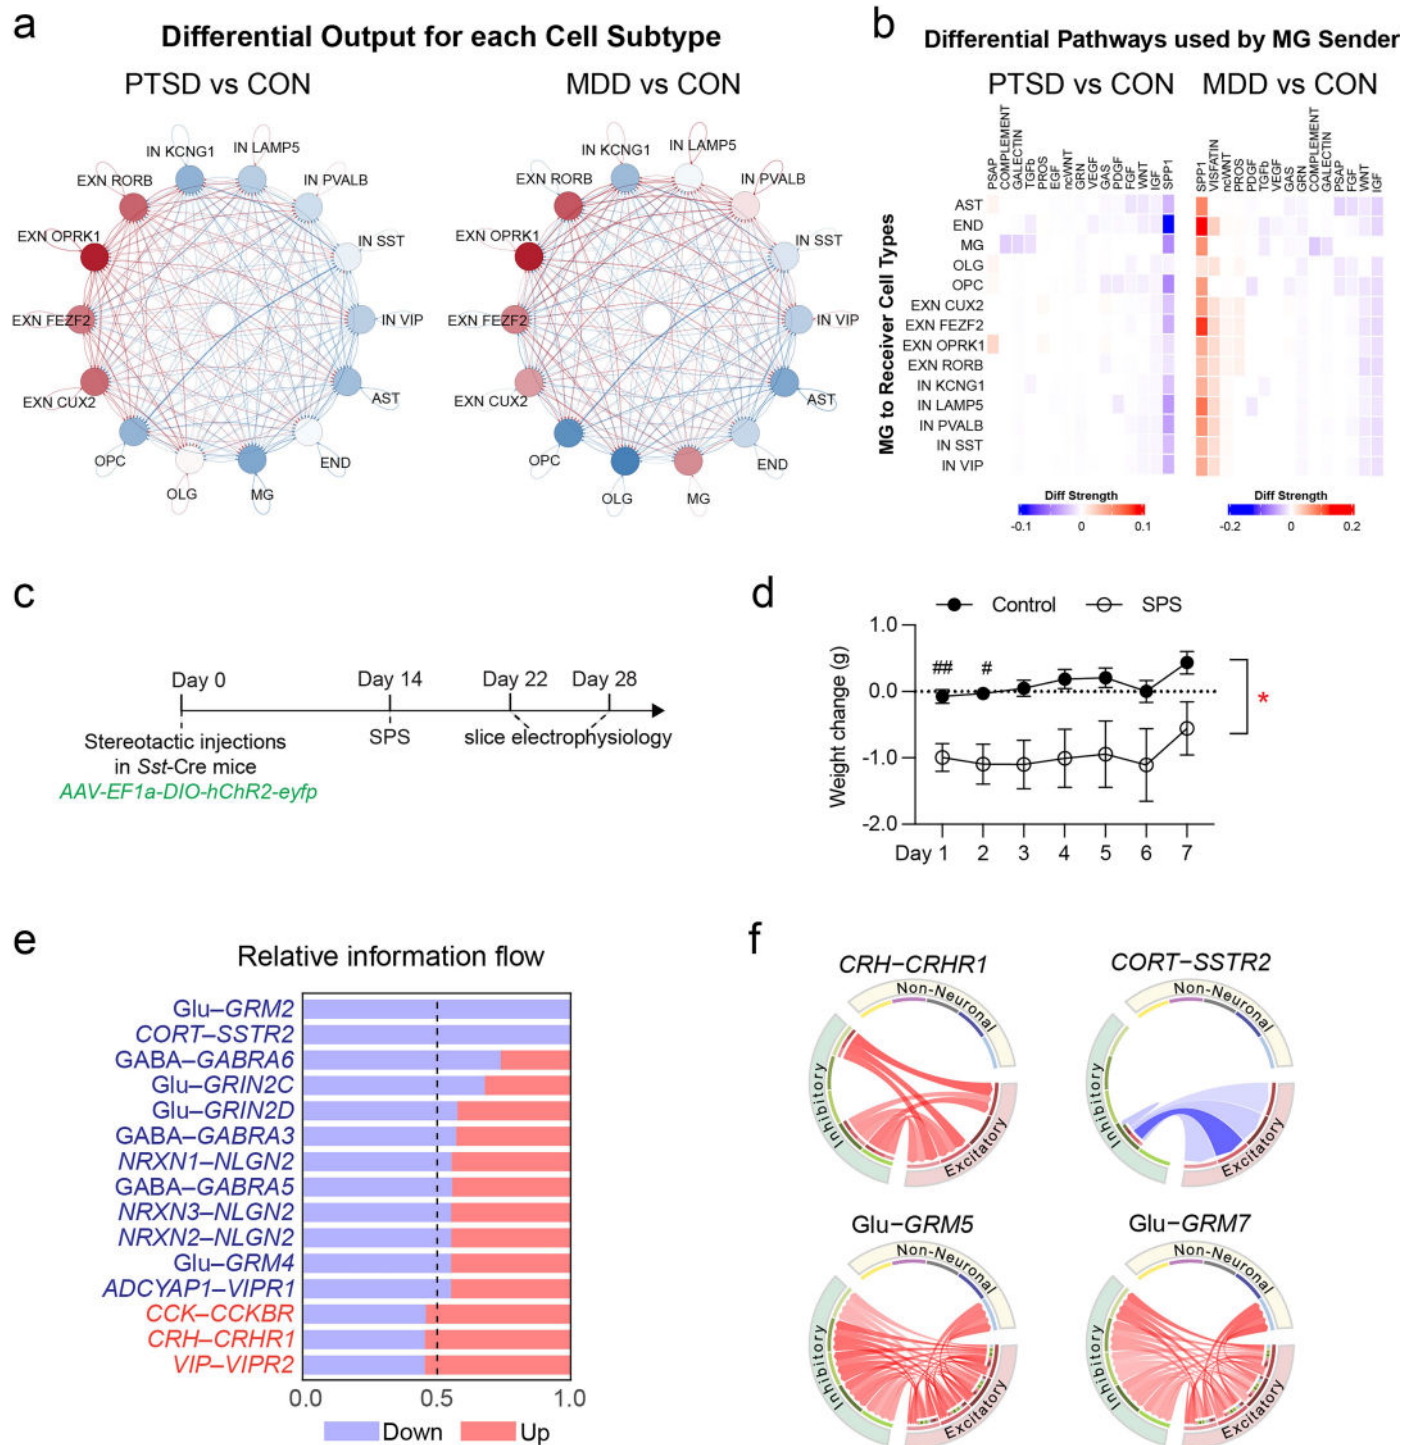 a
Differential Output for each Cell Subtype
PTSD vs CON
MDD vs CON
IN KCNG1
IN LAMP5
IN PVALB
IN SST
IN VIP
AST
END
MG
OLG
OPC
EXN CUX2
EXN FEZF2
EXN OPRK1
EXN RORB
IN KCNG1
IN LAMP5
IN PVALB
IN SST
IN VIP
AST
END
MG
OLG
OPC
EXN CUX2
EXN FEZF2
EXN OPRK1
EXN RORB
b
Differential Pathways used by MG Sender
PTSD vs CON
MDD vs CON
PSAP
COMPLEMENT
GALECTIN
TGFb
PROS
EGF
ncWNT
GRN
VEGF
GAS
PDGF
FGF
WNT
IGF
SPP1
SPP1
VISFATIN
ncWNT
PROS
PDGF
TGFb
VEGF
GAS
GRN
COMPLEMENT
GALECTIN
PSAP
FGF
WNT
IGF
MG to Receiver Cell Types
AST
END
MG
OLG
OPC
EXN CUX2
EXN FEZF2
EXN OPRK1
EXN RORB
IN KCNG1
IN LAMP5
IN PVALB
IN SST
IN VIP
Diff Strength
-0.1 0 0.1
Diff Strength
-0.2 0 0.2
c
Day 0
Day 14
Day 22
Day 28
Stereotactic injections
in Sst-Cre mice
AAV-EF1a-DIO-hChR2-eyfp
SPS
slice electrophysiology
d
Control
SPS
Weight change (g)
1.0
0.0
-1.0
-2.0
##
#
*
Day 1 2 3 4 5 6 7
e
Relative information flow
Glu–GRM2
CORT–SSTR2
GABA–GABRA6
Glu–GRIN2C
Glu–GRIN2D
GABA–GABRA3
NRXN1–NLGN2
GABA–GABRA5
NRXN3–NLGN2
NRXN2–NLGN2
Glu–GRM4
ADCYAP1–VIPR1
CCK–CCKBR
CRH–CRHR1
VIP–VIPR2
0.0 0.5 1.0
Down Up
f
CRH−CRHR1
Non-Neuronal
Inhibitory
Excitatory
CORT−SSTR2
Non-Neuronal
Inhibitory
Excitatory
Glu−GRM5
Non-Neuronal
Inhibitory
Excitatory
Glu−GRM7
Non-Neuronal
Inhibitory
Excitatory